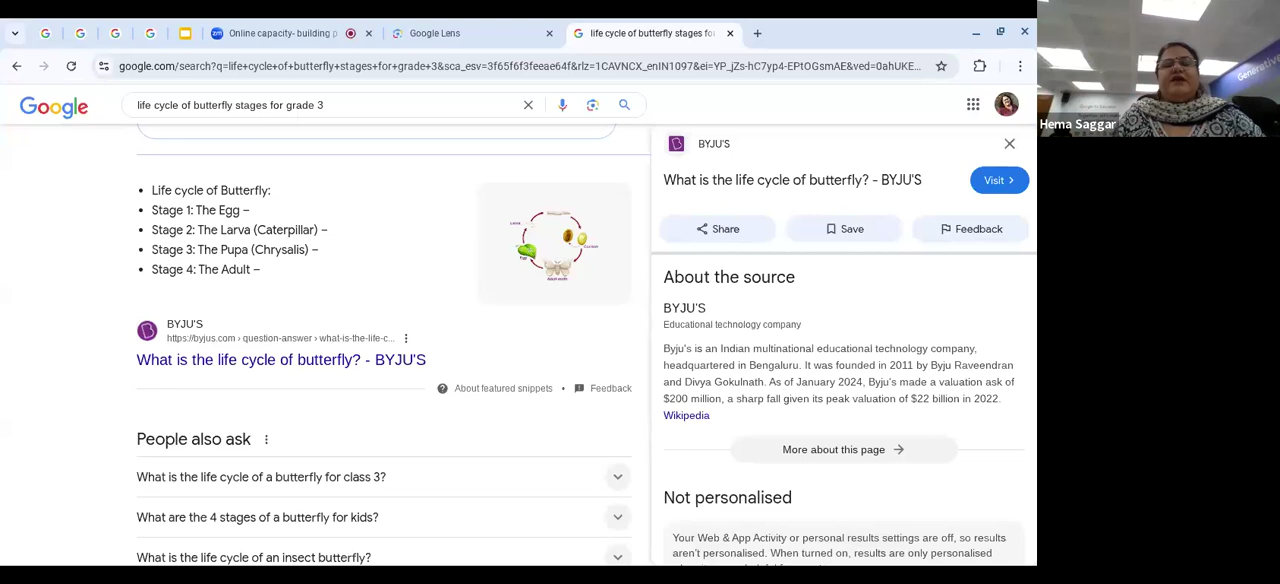 Online capacity- building p
Google Lens
life cycle of butterfly stages fo
google.com/search?q=life+cycle+of+butterfly+stages+for+grade+3&sca_esv=3f65f6f3feeae64f&rlz=1CAVNCX_enIN1097&ei=YP_jZs-hC7yp4-EPtOGsmAE&ved=0ahUKE...
Google
life cycle of butterfly stages for grade 3
Hema Saggar
Generative
BYJU'S
What is the life cycle of butterfly? - BYJU'S
Visit
Share
Save
Feedback
Life cycle of Butterfly:
Stage 1: The Egg –
Stage 2: The Larva (Caterpillar) –
Stage 3: The Pupa (Chrysalis) –
Stage 4: The Adult –
BYJU'S
https://byjus.com › question-answer › what-is-the-life-c...
What is the life cycle of butterfly? - BYJU'S
About featured snippets • Feedback
People also ask
What is the life cycle of a butterfly for class 3?
What are the 4 stages of a butterfly for kids?
What is the life cycle of an insect butterfly?
About the source
BYJU'S
Educational technology company
Byju's is an Indian multinational educational technology company,
headquartered in Bengaluru. It was founded in 2011 by Byju Raveendran
and Divya Gokulnath. As of January 2024, Byju's made a valuation ask of
$200 million, a sharp fall given its peak valuation of $22 billion in 2022.
Wikipedia
More about this page
Not personalised
Your Web & App Activity or personal results settings are off, so results
aren't personalised. When turned on, results are only personalised